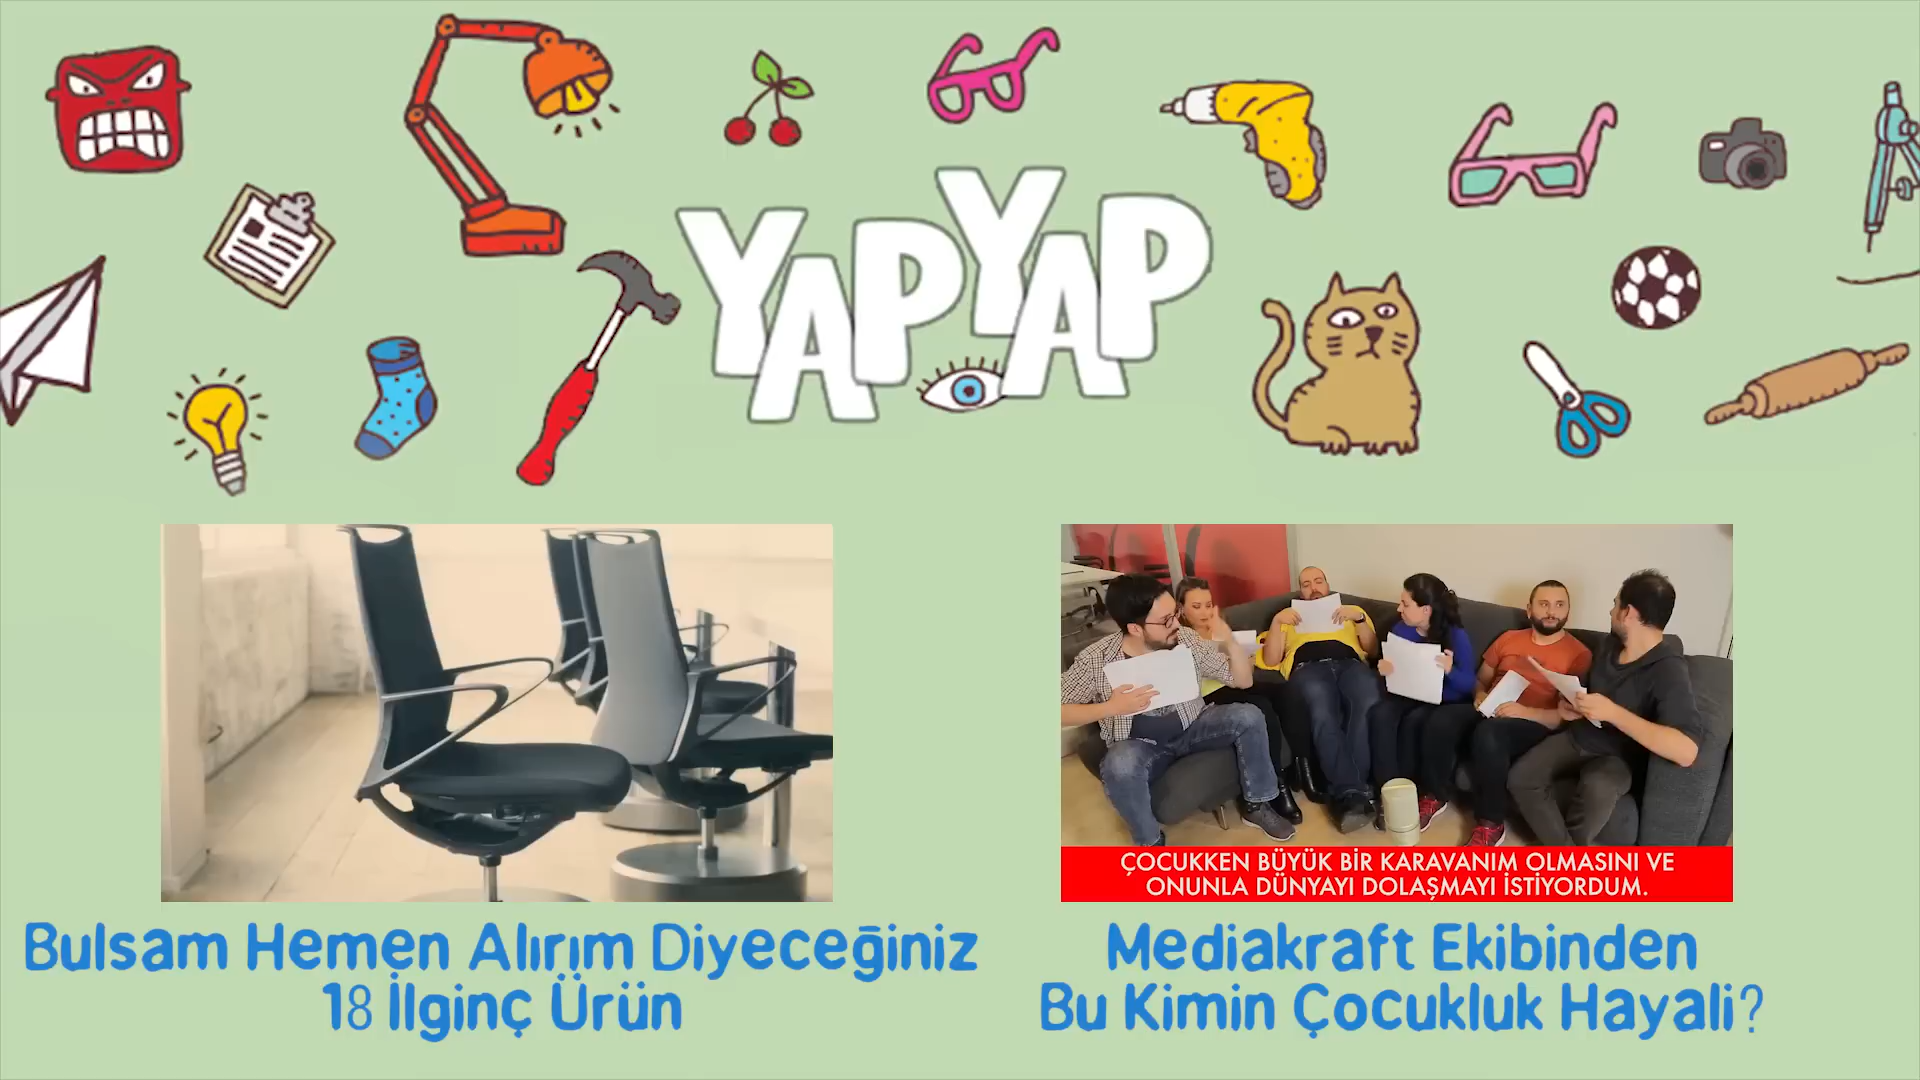 YAPYAP
ÇOCUKKEN BÜYÜK BİR KARAVANIM OLMASINI VE
ONUNLA DÜNYAYI DOLAŞMAYI İSTİYORDUM.
Bulsam Hemen Alırım Diyeceğiniz
18 İlginç Ürün
Mediakraft Ekibinden
Bu Kimin Çocukluk Hayali?